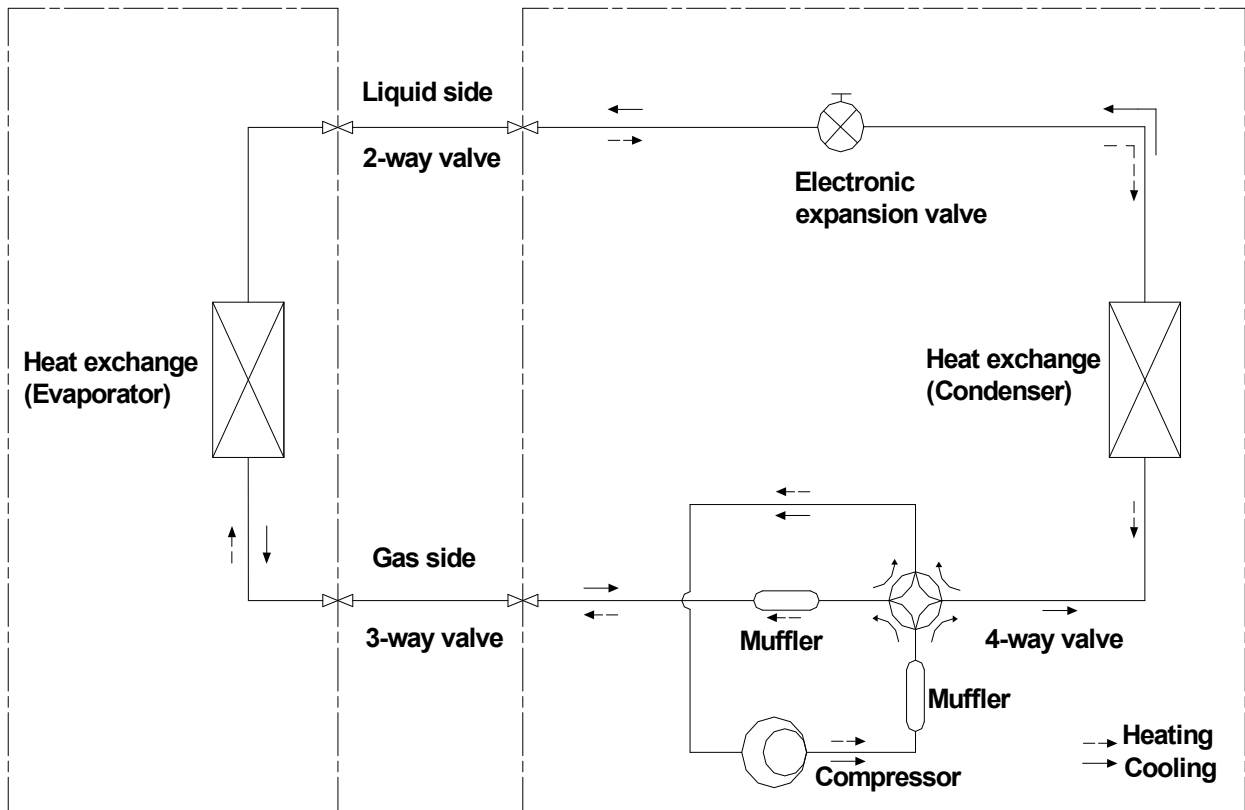 Liquid side
2-way valve
Electronic
expansion valve
Heat exchange
(Evaporator)
Heat exchange
(Condenser)
Gas side
3-way valve
Muffler
4-way valve
Muffler
Compressor
Heating
Cooling